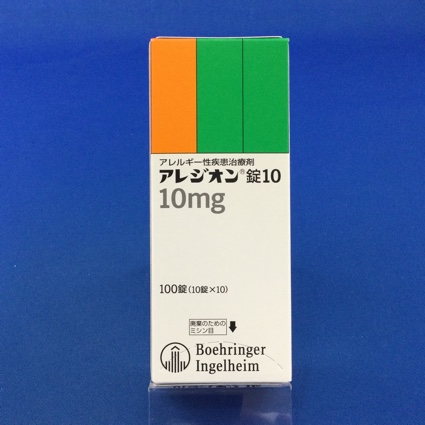 アレルギー性疾患治療剤
アレジオン®錠10
10mg
100錠(10錠×10)
廃棄のための
ミシン目
Boehringer
Ingelheim